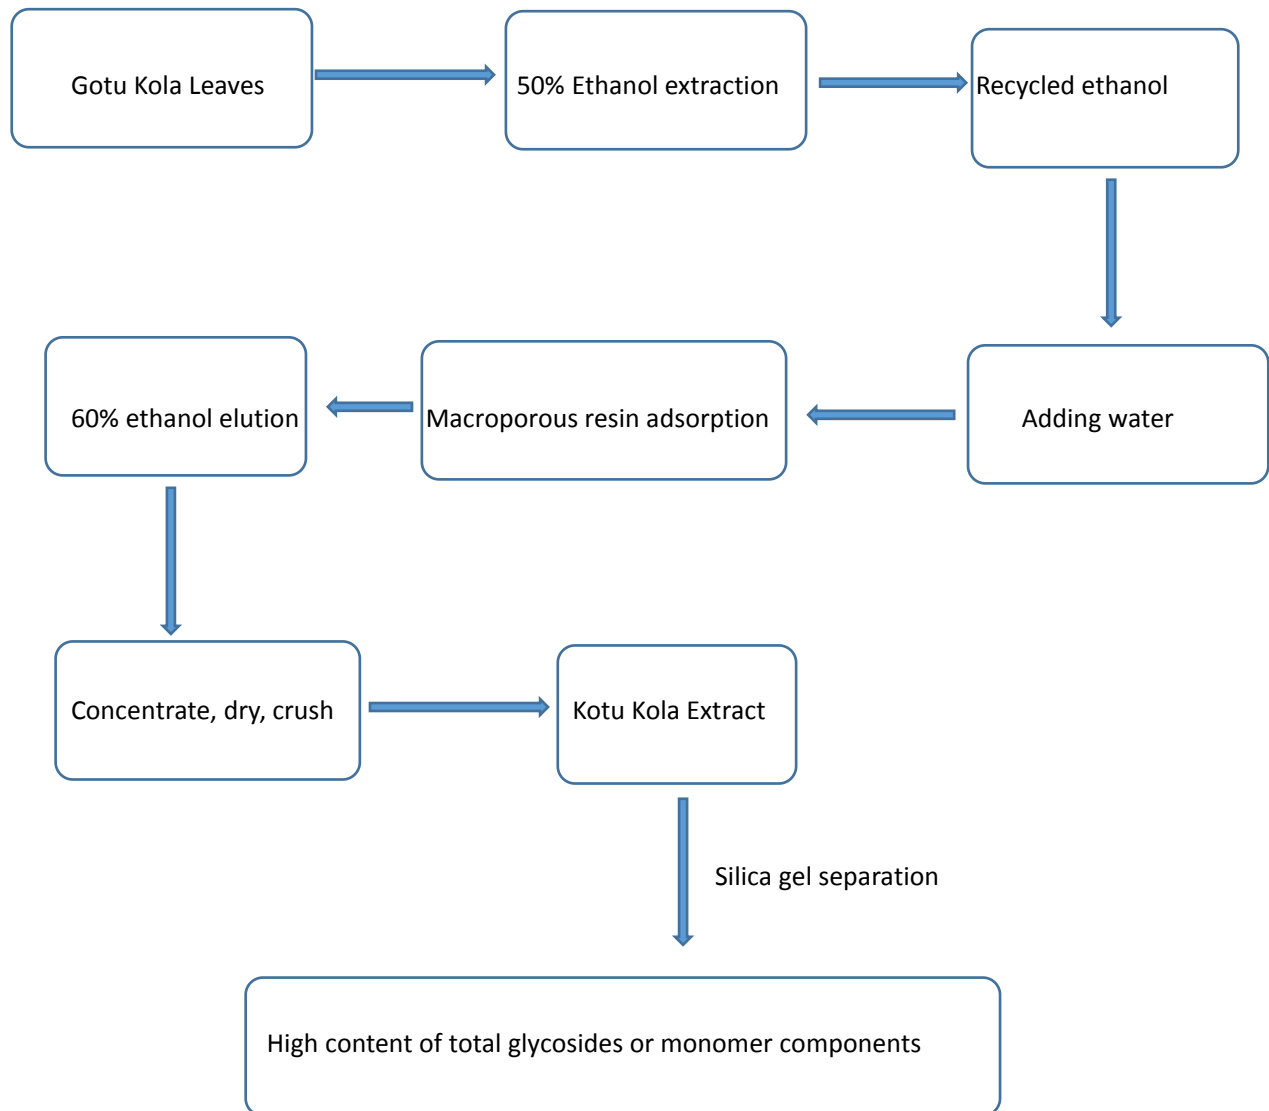 Gotu Kola Leaves
50% Ethanol extraction
Recycled ethanol
Adding water
Macroporous resin adsorption
60% ethanol elution
Concentrate, dry, crush
Kotu Kola Extract
Silica gel separation
High content of total glycosides or monomer components